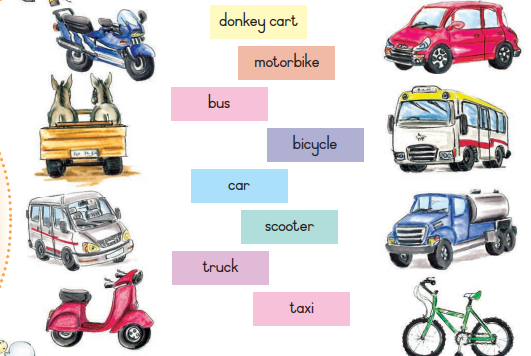 donkey cart
motorbike
bus
bicycle
car
scooter
truck
taxi